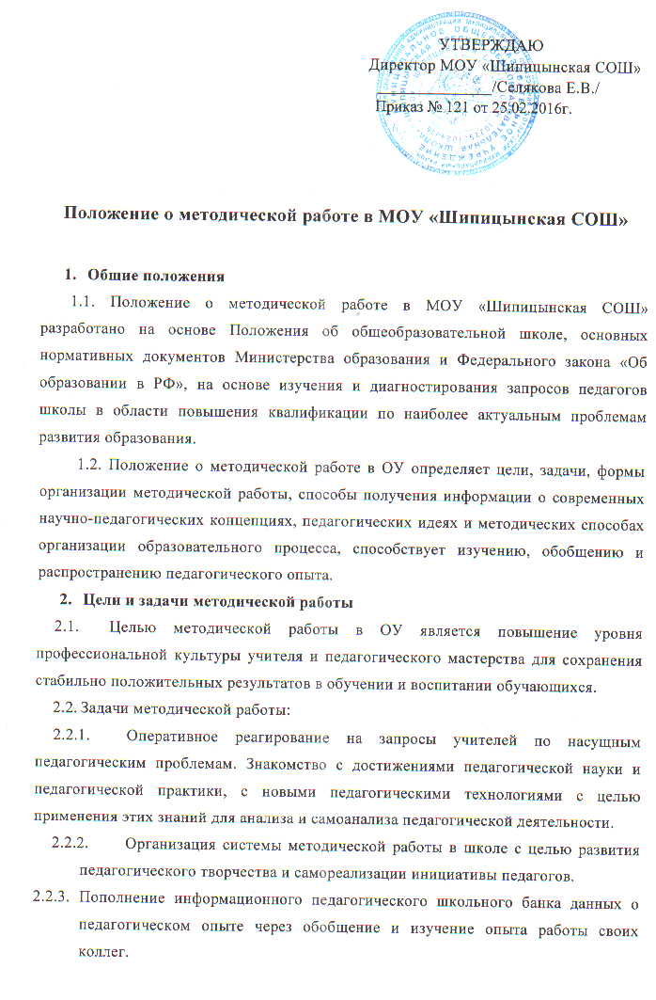 УТВЕРЖДАЮ
Директор МОУ «Шипицынская СОШ»
______________/Селякова Е.В./
Приказ № 121 от 25.02.2016г.
Положение о методической работе в МОУ «Шипицынская СОШ»
1. Общие положения
1.1. Положение о методической работе в МОУ «Шипицынская СОШ»
разработано на основе Положения об общеобразовательной школе, основных
нормативных документов Министерства образования и Федерального закона «Об
образовании в РФ», на основе изучения и диагностирования запросов педагогов
школы в области повышения квалификации по наиболее актуальным проблемам
развития образования.
1.2. Положение о методической работе в ОУ определяет цели, задачи, формы
организации методической работы, способы получения информации о современных
научно-педагогических концепциях, педагогических идеях и методических способах
организации образовательного процесса, способствует изучению, обобщению и
распространению педагогического опыта.
2. Цели и задачи методической работы
2.1. Целью методической работы в ОУ является повышение уровня
профессиональной культуры учителя и педагогического мастерства для сохранения
стабильно положительных результатов в обучении и воспитании обучающихся.
2.2. Задачи методической работы:
2.2.1. Оперативное реагирование на запросы учителей по насущным
педагогическим проблемам. Знакомство с достижениями педагогической науки и
педагогической практики, с новыми педагогическими технологиями с целью
применения этих знаний для анализа и самоанализа педагогической деятельности.
2.2.2. Организация системы методической работы в школе с целью развития
педагогического творчества и самореализации инициативы педагогов.
2.2.3. Пополнение информационного педагогического школьного банка данных о
педагогическом опыте через обобщение и изучение опыта работы своих
коллег.